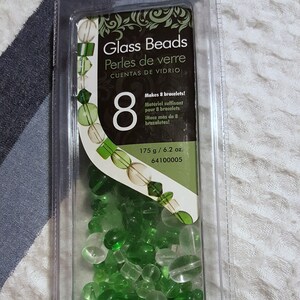 Glass Beads
Perles de verre
CUENTAS DE VIDRIO
8
Makes 8 bracelets!
Matériel suffisant
pour 8 bracelets
¡Hace más de 8
brazaletes!
175 g / 6.2 oz.
64100005